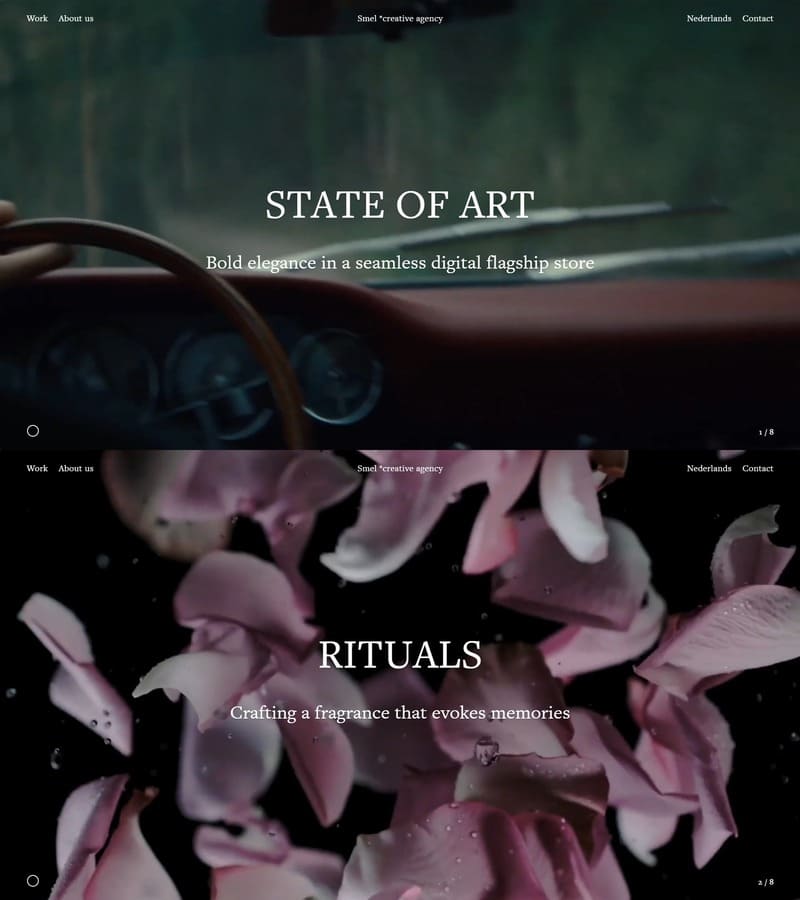 Work About us Smel *creative agency Nederlands Contact
STATE OF ART
Bold elegance in a seamless digital flagship store
1 / 8
Work About us Smel *creative agency Nederlands Contact
RITUALS
Crafting a fragrance that evokes memories
2 / 8